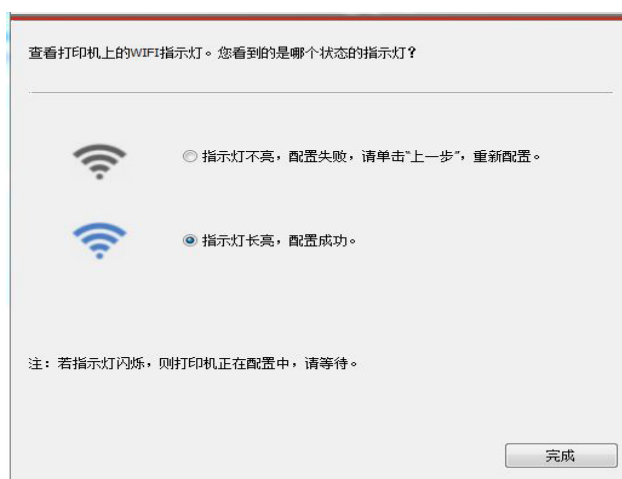 查看打印机上的WIFI指示灯。您看到的是哪个状态的指示灯?
指示灯不亮，配置失败，请单击“上一步”，重新配置。
指示灯长亮，配置成功。
注：若指示灯闪烁，则打印机正在配置中，请等待。
完成